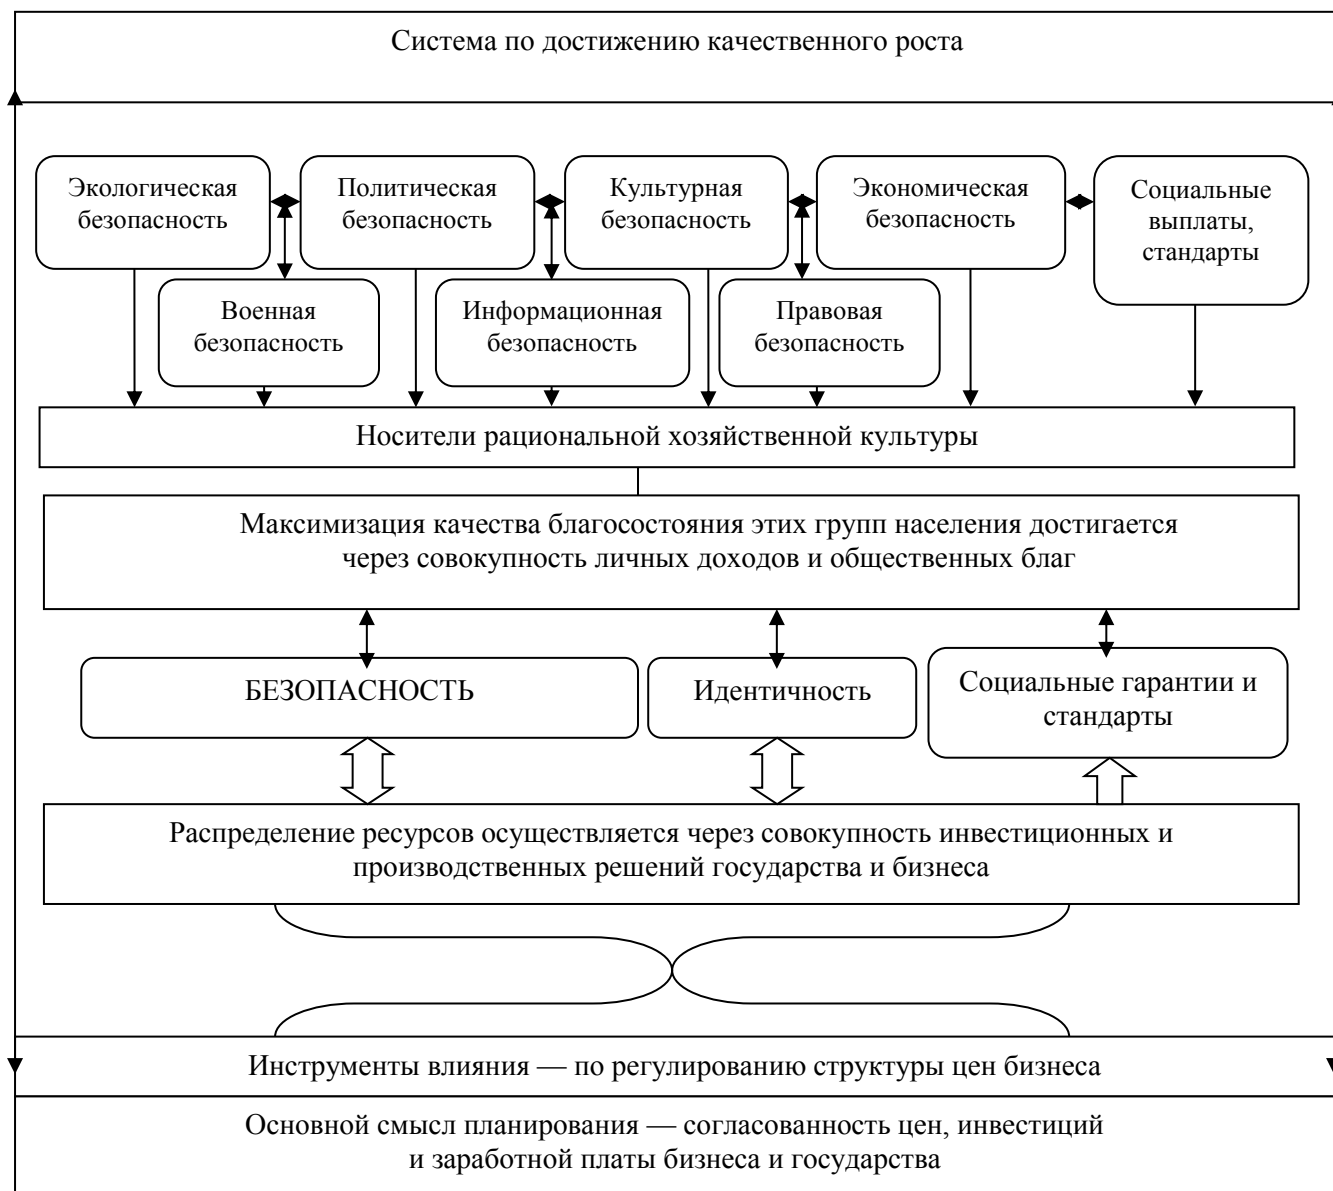 Система по достижению качественного роста
Экологическая
безопасность
Политическая
безопасность
Культурная
безопасность
Экономическая
безопасность
Социальные
выплаты,
стандарты
Военная
безопасность
Информационная
безопасность
Правовая
безопасность
Носители рациональной хозяйственной культуры
Максимизация качества благосостояния этих групп населения достигается
через совокупность личных доходов и общественных благ
БЕЗОПАСНОСТЬ
Идентичность
Социальные гарантии и
стандарты
Распределение ресурсов осуществляется через совокупность инвестиционных и
производственных решений государства и бизнеса
Инструменты влияния — по регулированию структуры цен бизнеса
Основной смысл планирования — согласованность цен, инвестиций
и заработной платы бизнеса и государства